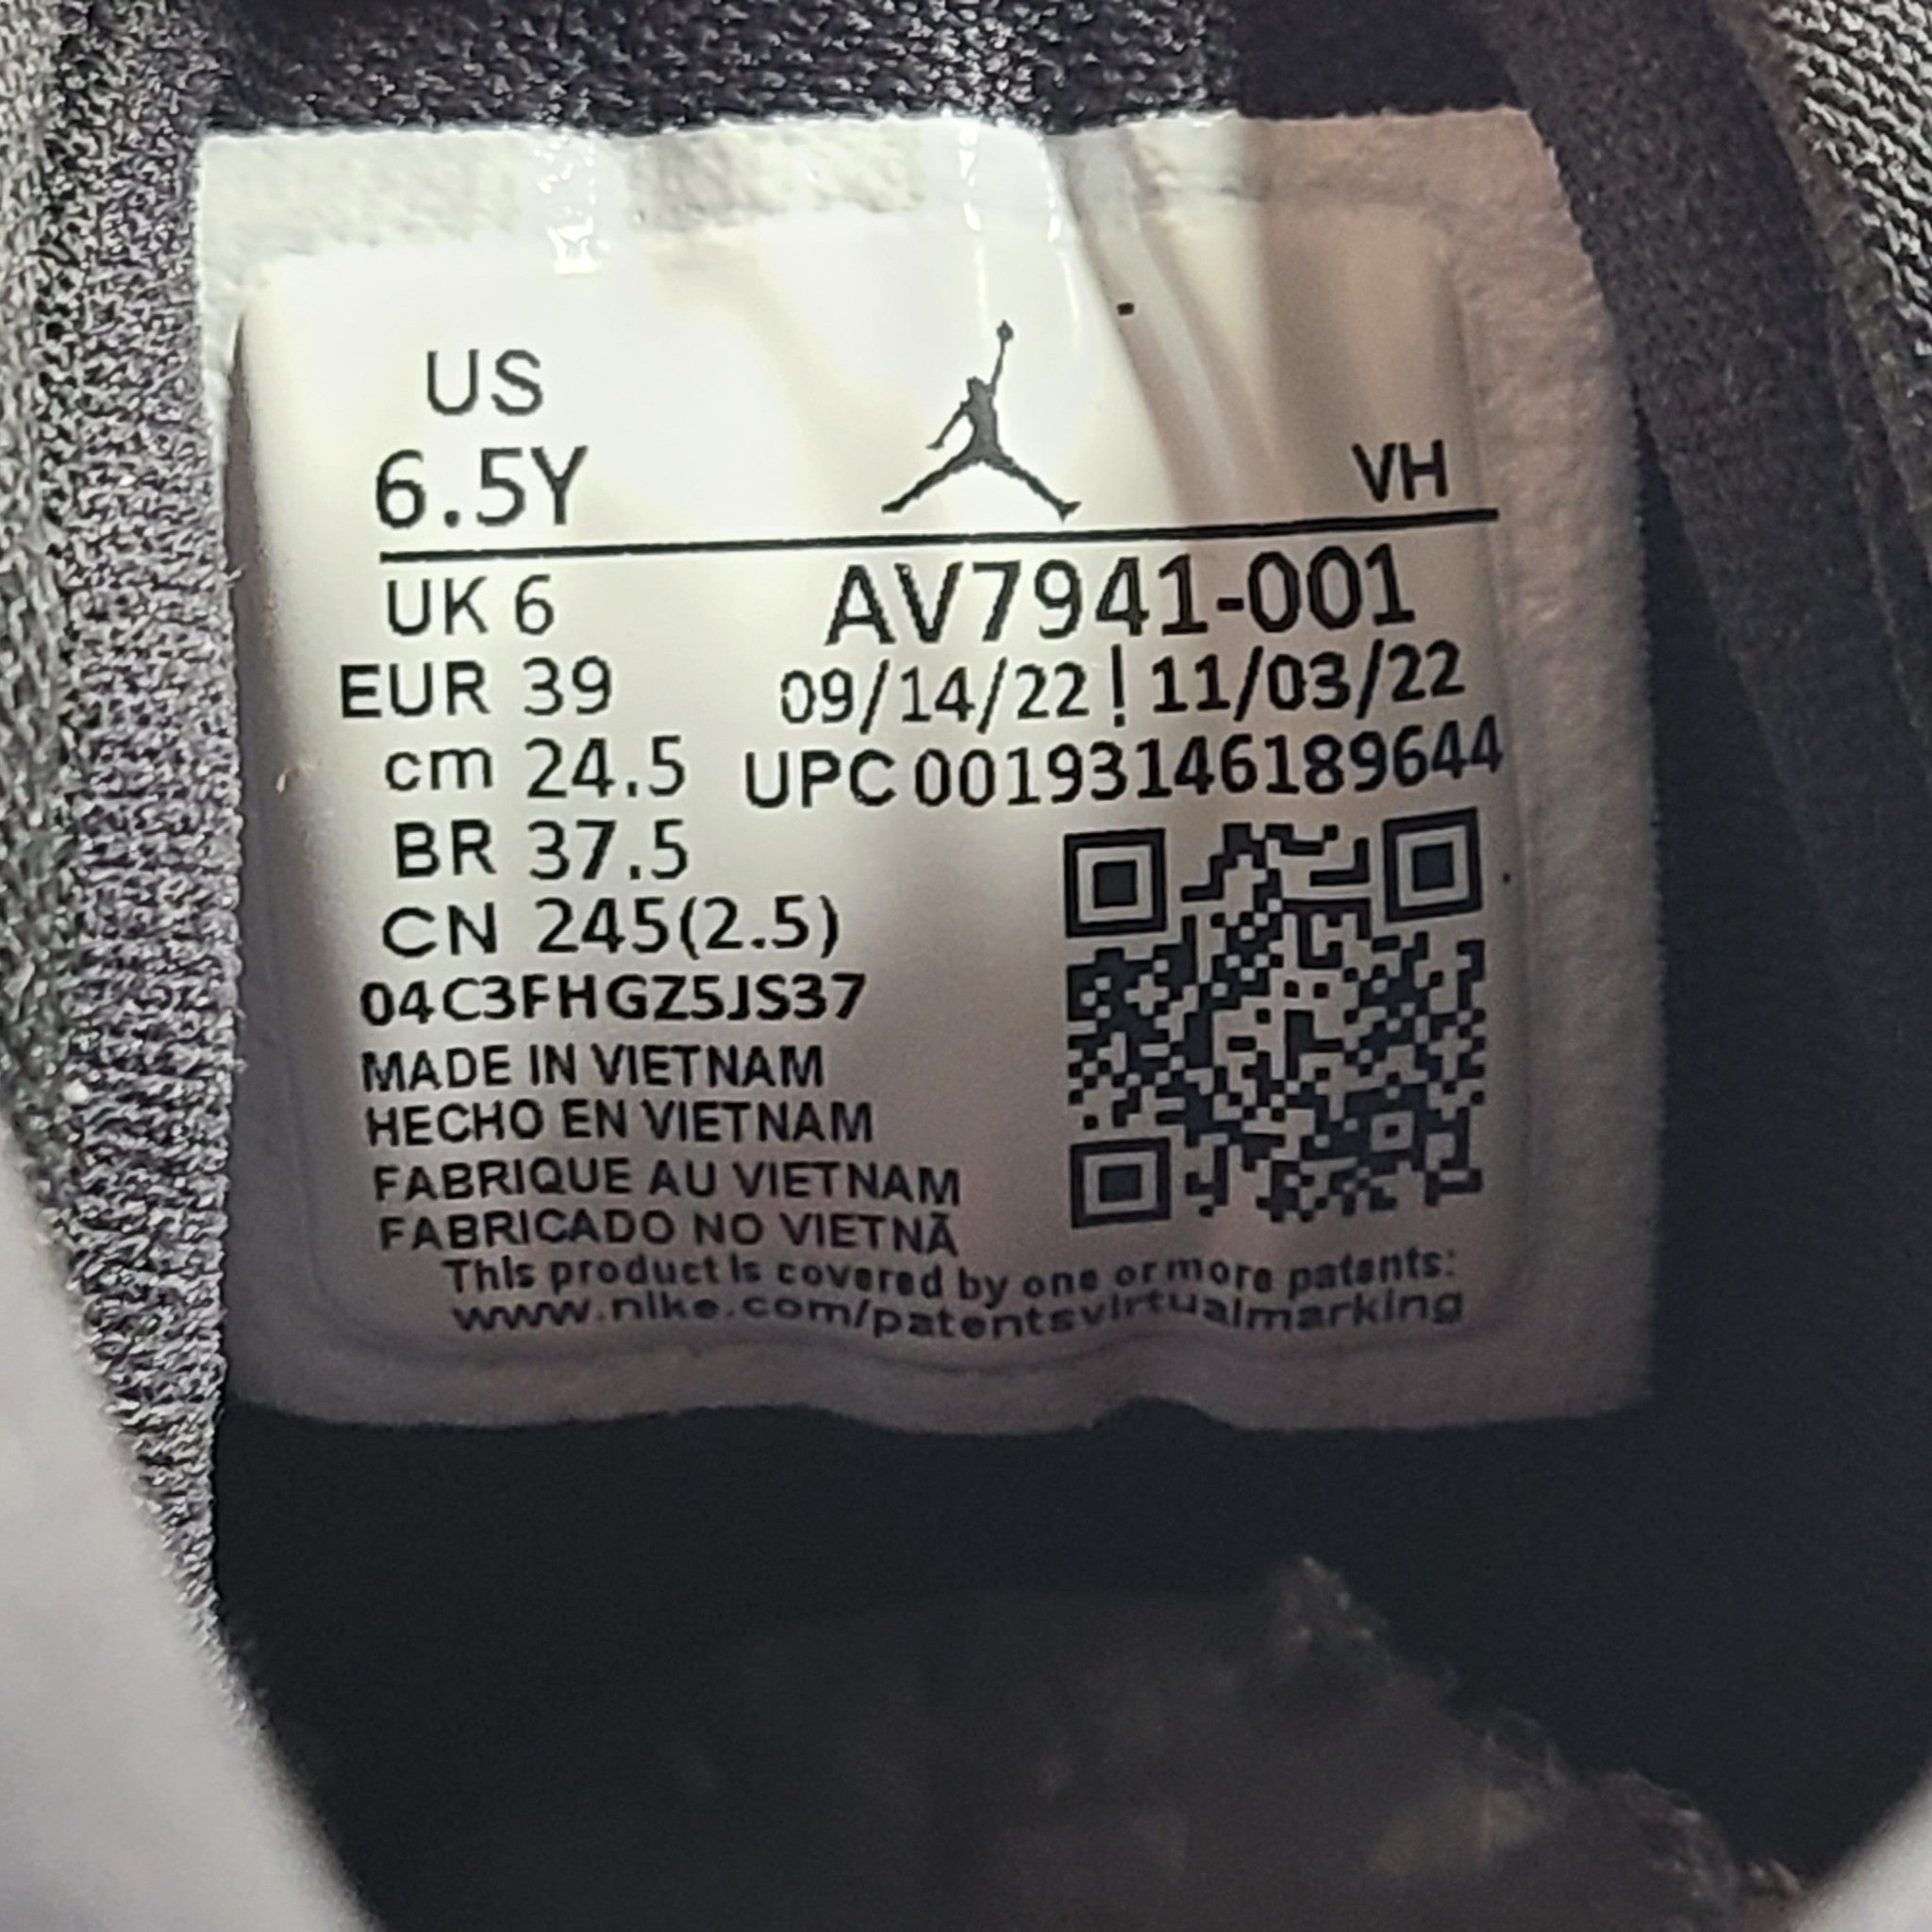 US
6.5Y
VH
UK 6
AV7941-001
EUR 39
09/14/22 ! 11/03/22
cm 24.5
UPC 00193146189644
BR 37.5
CN 245(2.5)
04C3FHGZ5JS37
MADE IN VIETNAM
HECHO EN VIETNAM
FABRIQUE AU VIETNAM
FABRICADO NO VIETNÃ
This product is covered by one or more patents:
www.nike.com/patentsvirtualmarking